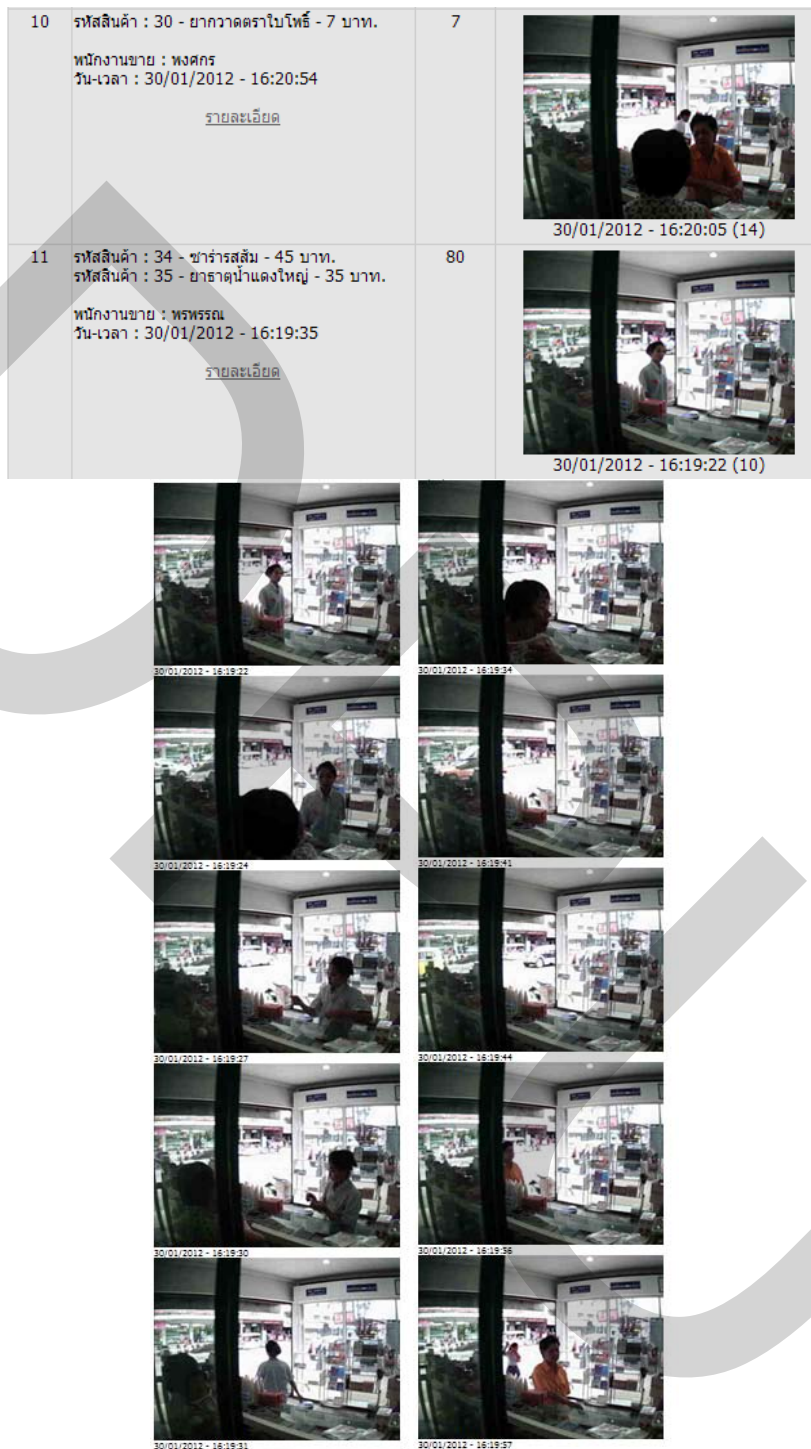 10 รหัสสินค้า : 30 - ยากวาดตราใบโพธิ์ - 7 บาท. 7
พนักงานขาย : พงศกร
วัน-เวลา : 30/01/2012 - 16:20:54
รายละเอียด
30/01/2012 - 16:20:05 (14)
11 รหัสสินค้า : 34 - ซาร่ารสส้ม - 45 บาท. 80
รหัสสินค้า : 35 - ยาธาตุน้ำแดงใหญ่ - 35 บาท.
พนักงานขาย : พรพรรณ
วัน-เวลา : 30/01/2012 - 16:19:35
รายละเอียด
30/01/2012 - 16:19:22 (10)
30/01/2012 - 16:19:22 30/01/2012 - 16:19:34
30/01/2012 - 16:19:24 30/01/2012 - 16:19:41
30/01/2012 - 16:19:27 30/01/2012 - 16:19:44
30/01/2012 - 16:19:30 30/01/2012 - 16:19:56
30/01/2012 - 16:19:31 30/01/2012 - 16:19:57